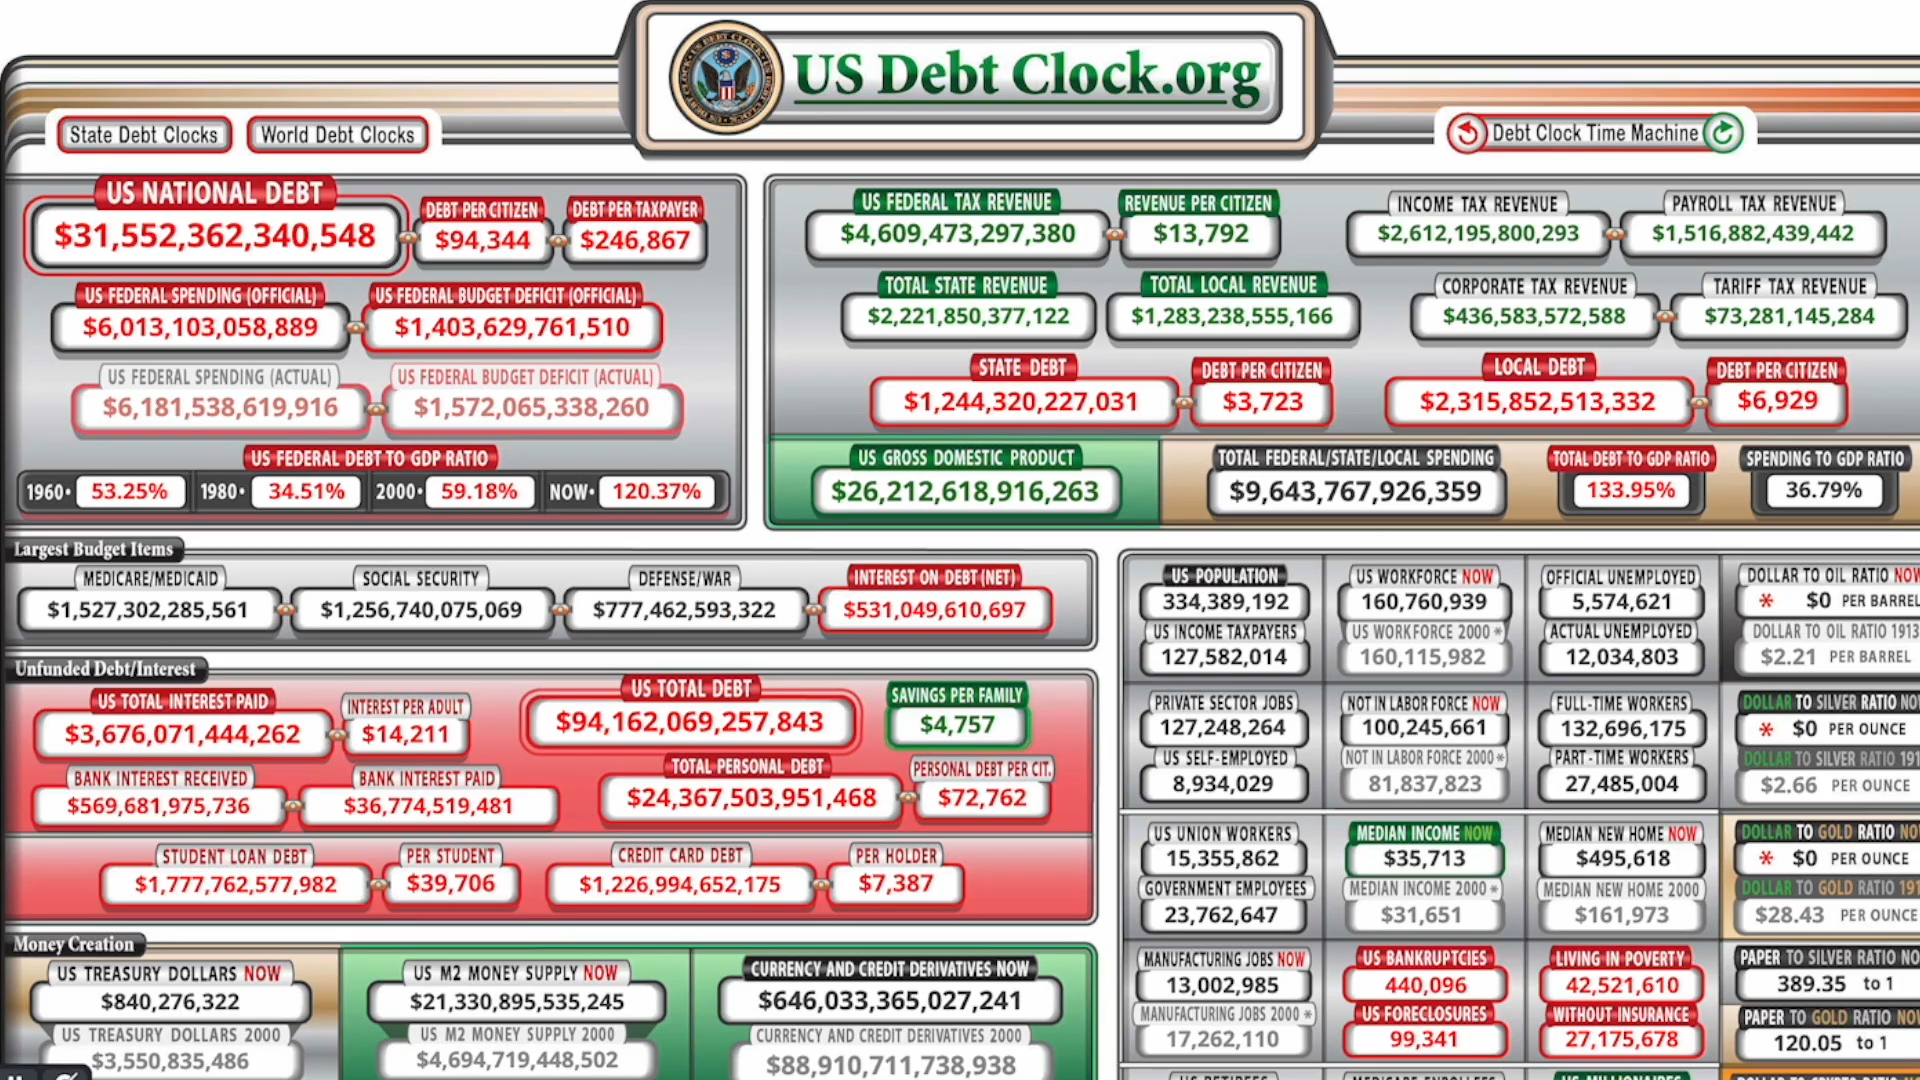 US Debt Clock.org
State Debt Clocks
World Debt Clocks
Debt Clock Time Machine
US NATIONAL DEBT
$31,552,362,340,548
DEBT PER CITIZEN
$94,344
DEBT PER TAXPAYER
$246,867
US FEDERAL SPENDING (OFFICIAL)
$6,013,103,058,889
US FEDERAL BUDGET DEFICIT (OFFICIAL)
$1,403,629,761,510
US FEDERAL SPENDING (ACTUAL)
$6,181,538,619,916
US FEDERAL BUDGET DEFICIT (ACTUAL)
$1,572,065,338,260
US FEDERAL DEBT TO GDP RATIO
1960• 53.25% 1980• 34.51% 2000• 59.18% NOW• 120.37%
US FEDERAL TAX REVENUE
$4,609,473,297,380
REVENUE PER CITIZEN
$13,792
INCOME TAX REVENUE
$2,612,195,800,293
PAYROLL TAX REVENUE
$1,516,882,439,442
TOTAL STATE REVENUE
$2,221,850,377,122
TOTAL LOCAL REVENUE
$1,283,238,555,166
CORPORATE TAX REVENUE
$436,583,572,588
TARIFF TAX REVENUE
$73,281,145,284
STATE DEBT
$1,244,320,227,031
DEBT PER CITIZEN
$3,723
LOCAL DEBT
$2,315,852,513,332
DEBT PER CITIZEN
$6,929
US GROSS DOMESTIC PRODUCT
$26,212,618,916,263
TOTAL FEDERAL/STATE/LOCAL SPENDING
$9,643,767,926,359
TOTAL DEBT TO GDP RATIO
133.95%
SPENDING TO GDP RATIO
36.79%
Largest Budget Items
MEDICARE/MEDICAID
$1,527,302,285,561
SOCIAL SECURITY
$1,256,740,075,069
DEFENSE/WAR
$777,462,593,322
INTEREST ON DEBT (NET)
$531,049,610,697
Unfunded Debt/Interest
US TOTAL INTEREST PAID
$3,676,071,444,262
INTEREST PER ADULT
$14,211
US TOTAL DEBT
$94,162,069,257,843
SAVINGS PER FAMILY
$4,757
BANK INTEREST RECEIVED
$569,681,975,736
BANK INTEREST PAID
$36,774,519,481
TOTAL PERSONAL DEBT
$24,367,503,951,468
PERSONAL DEBT PER CIT.
$72,762
STUDENT LOAN DEBT
$1,777,762,577,982
PER STUDENT
$39,706
CREDIT CARD DEBT
$1,226,994,652,175
PER HOLDER
$7,387
Money Creation
US TREASURY DOLLARS NOW
$840,276,322
US TREASURY DOLLARS 2000
$3,550,835,486
US M2 MONEY SUPPLY NOW
$21,330,895,535,245
US M2 MONEY SUPPLY 2000
$4,694,719,448,502
CURRENCY AND CREDIT DERIVATIVES NOW
$646,033,365,027,241
CURRENCY AND CREDIT DERIVATIVES 2000
$88,910,711,738,938
US POPULATION
334,389,192
US INCOME TAXPAYERS
127,582,014
US WORKFORCE NOW
160,760,939
US WORKFORCE 2000 *
160,115,982
OFFICIAL UNEMPLOYED
5,574,621
ACTUAL UNEMPLOYED
12,034,803
DOLLAR TO OIL RATIO NOW
* $0 PER BARREL
DOLLAR TO OIL RATIO 1913
$2.21 PER BARREL
PRIVATE SECTOR JOBS
127,248,264
US SELF-EMPLOYED
8,934,029
NOT IN LABOR FORCE NOW
100,245,661
NOT IN LABOR FORCE 2000 *
81,837,823
FULL-TIME WORKERS
132,696,175
PART-TIME WORKERS
27,485,004
DOLLAR TO SILVER RATIO NO
* $0 PER OUNCE
DOLLAR TO SILVER RATIO 191
$2.66 PER OUNCE
US UNION WORKERS
15,355,862
GOVERNMENT EMPLOYEES
23,762,647
MEDIAN INCOME NOW
$35,713
MEDIAN INCOME 2000 *
$31,651
MEDIAN NEW HOME NOW
$495,618
MEDIAN NEW HOME 2000
$161,973
DOLLAR TO GOLD RATIO NO
* $0 PER OUNCE
DOLLAR TO GOLD RATIO 191
$28.43 PER OUNCE
MANUFACTURING JOBS NOW
13,002,985
MANUFACTURING JOBS 2000 *
17,262,110
US BANKRUPTCIES
440,096
US FORECLOSURES
99,341
LIVING IN POVERTY
42,521,610
WITHOUT INSURANCE
27,175,678
PAPER TO SILVER RATIO NO
389.35 to 1
PAPER TO GOLD RATIO NOW
120.05 to 1